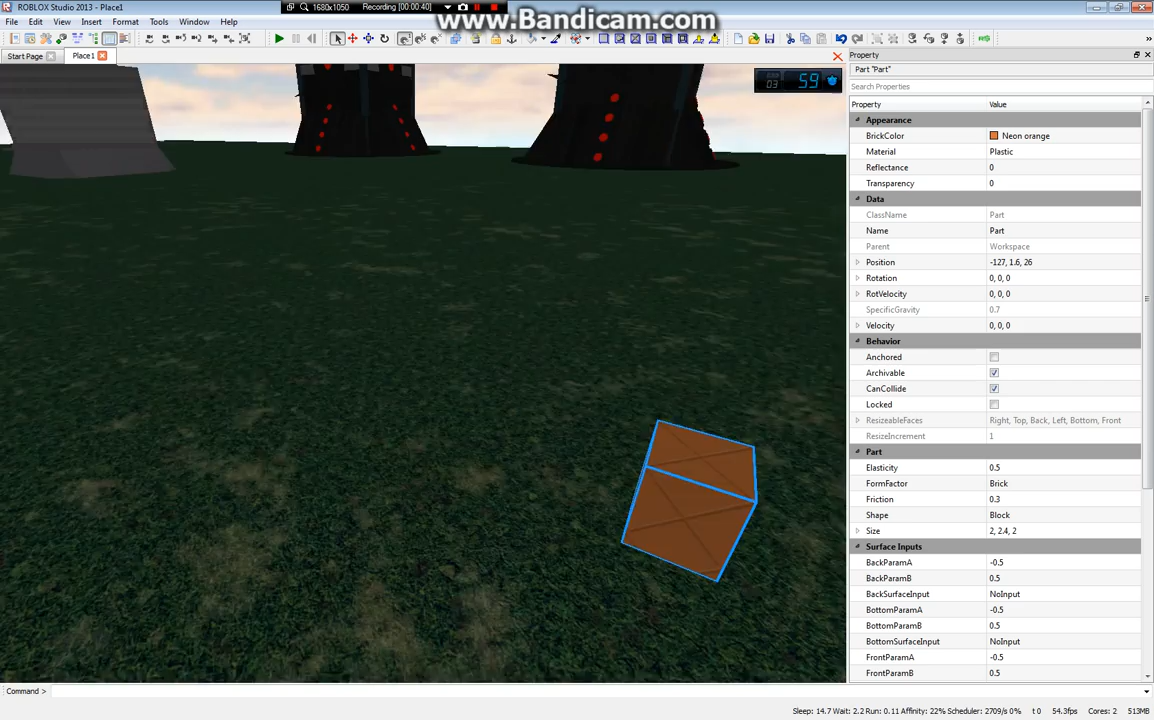 ROBLOX Studio 2013 - Place1
1680x1050
Recording [00:00:40]
www.Bandicam.com
File Edit View Insert Format Tools Window Help
Start Page
Place1
03
59
Property
Part "Part"
Search Properties
Property Value
Appearance
BrickColor Neon orange
Material Plastic
Reflectance 0
Transparency 0
Data
ClassName Part
Name Part
Parent Workspace
Position -127, 1.6, 26
Rotation 0, 0, 0
RotVelocity 0, 0, 0
SpecificGravity 0.7
Velocity 0, 0, 0
Behavior
Anchored
Archivable
CanCollide
Locked
ResizeableFaces Right, Top, Back, Left, Bottom, Front
ResizeIncrement 1
Part
Elasticity 0.5
FormFactor Brick
Friction 0.3
Shape Block
Size 2, 2.4, 2
Surface Inputs
BackParamA -0.5
BackParamB 0.5
BackSurfaceInput NoInput
BottomParamA -0.5
BottomParamB 0.5
BottomSurfaceInput NoInput
FrontParamA -0.5
FrontParamB 0.5
Command >
Sleep: 14.7 Wait: 2.2 Run: 0.11 Affinity: 22% Scheduler: 2709/s 0% t 0 54.3fps Cores: 2 513MB